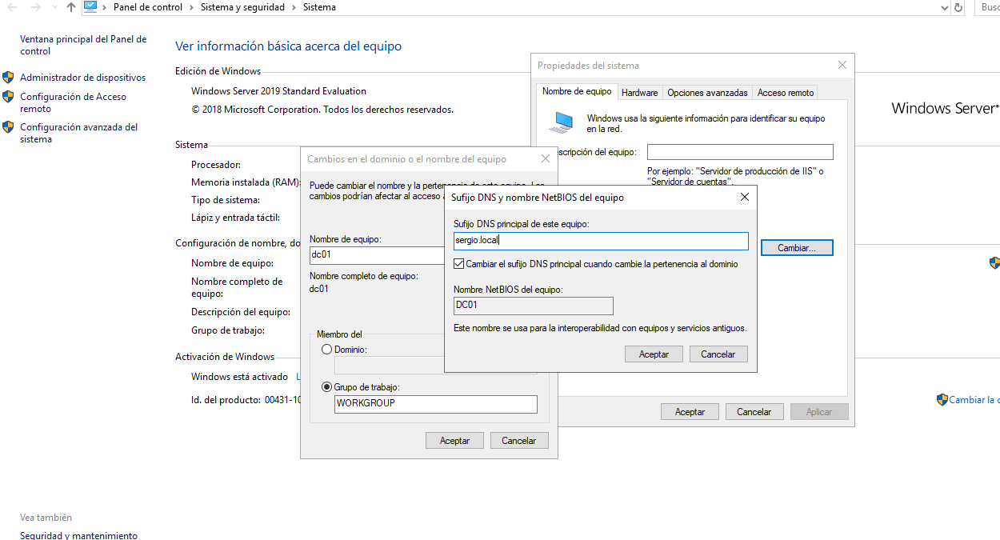 Panel de control › Sistema y seguridad › Sistema
Busc
Ventana principal del Panel de
control
Administrador de dispositivos
Configuración de Acceso
remoto
Configuración avanzada del
sistema
Ver información básica acerca del equipo
Edición de Windows
Windows Server 2019 Standard Evaluation
© 2018 Microsoft Corporation. Todos los derechos reservados.
Windows Server
Sistema
Procesador:
Memoria instalada (RAM):
Tipo de sistema:
Lápiz y entrada táctil:
Configuración de nombre, do
Nombre de equipo:
Nombre completo de
equipo:
Descripción del equipo:
Grupo de trabajo:
Activación de Windows
Windows está activado
L
Id. del producto: 00431-10
Cambiar la c
Vea también
Seguridad y mantenimiento
Propiedades del sistema
Nombre de equipo
Hardware
Opciones avanzadas
Acceso remoto
Windows usa la siguiente información para identificar su equipo
en la red.
escripción del equipo:
Por ejemplo: "Servidor de producción de IIS" o
"Servidor de cuentas".
Cambiar...
Aceptar
Cancelar
Aplicar
Cambios en el dominio o el nombre del equipo
Puede cambiar el nombre y la pertenencia de este equipo. Los
cambios podrían afectar al acceso a
Nombre de equipo:
dc01
Nombre completo de equipo:
dc01
Miembro del
Dominio:
Grupo de trabajo:
WORKGROUP
Aceptar
Cancelar
Sufijo DNS y nombre NetBIOS del equipo
Sufijo DNS principal de este equipo:
sergio.local
Cambiar el sufijo DNS principal cuando cambie la pertenencia al dominio
Nombre NetBIOS del equipo:
DC01
Este nombre se usa para la interoperabilidad con equipos y servicios antiguos.
Aceptar
Cancelar